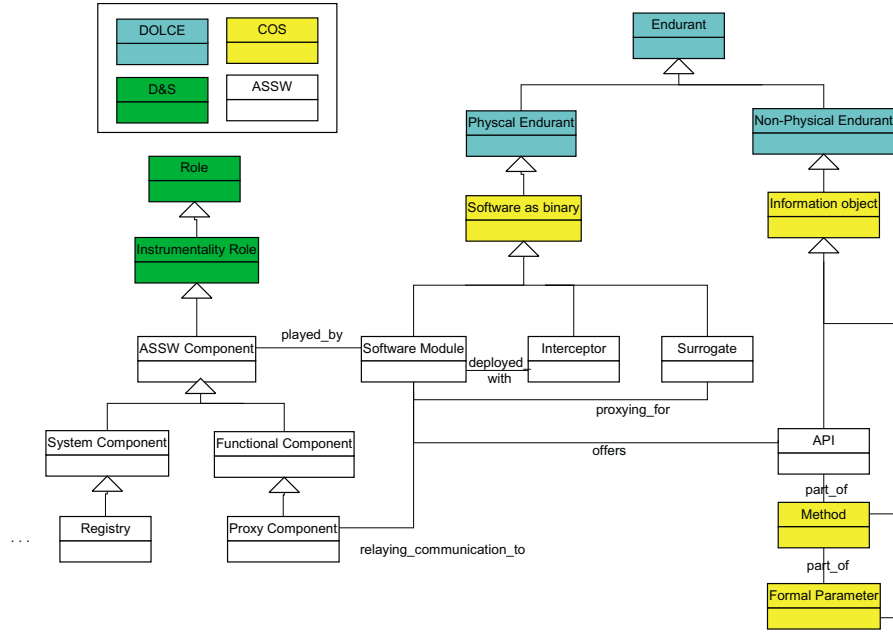 DOLCE
COS
D&S
ASSW
Endurant
Physcal Endurant
Non-Physical Endurant
Role
Software as binary
Information object
Instrumentality Role
ASSW Component
played_by
Software Module
deployed_
with
Interceptor
Surrogate
proxying_for
System Component
Functional Component
offers
API
part_of
Registry
Proxy Component
Method
. . .
relaying_communication_to
part_of
Formal Parameter